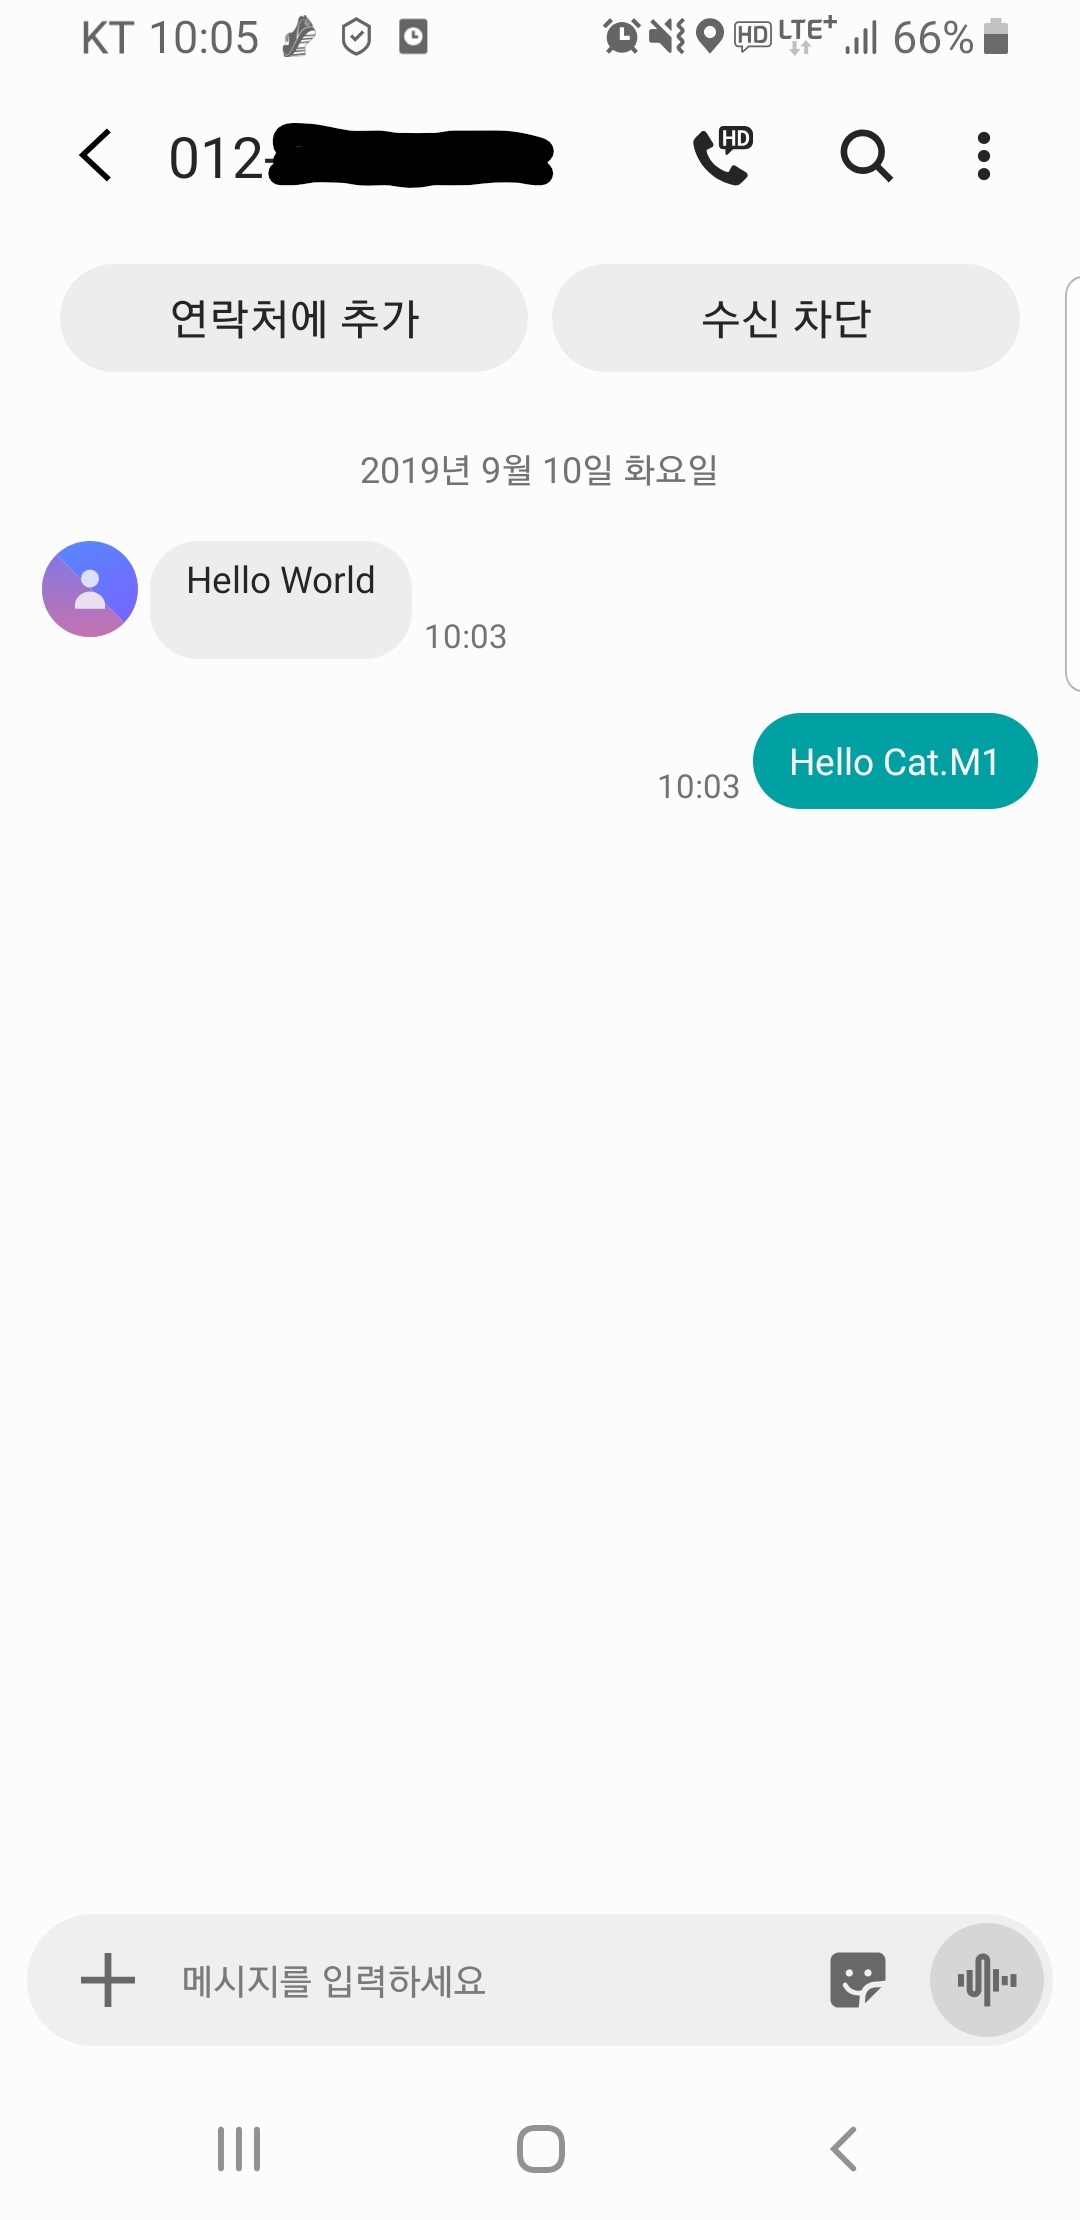 KT 10:05 HD LTE+ 66%
012- HD
연락처에 추가 수신 차단
2019년 9월 10일 화요일
Hello World
10:03
Hello Cat.M1
10:03
메시지를 입력하세요